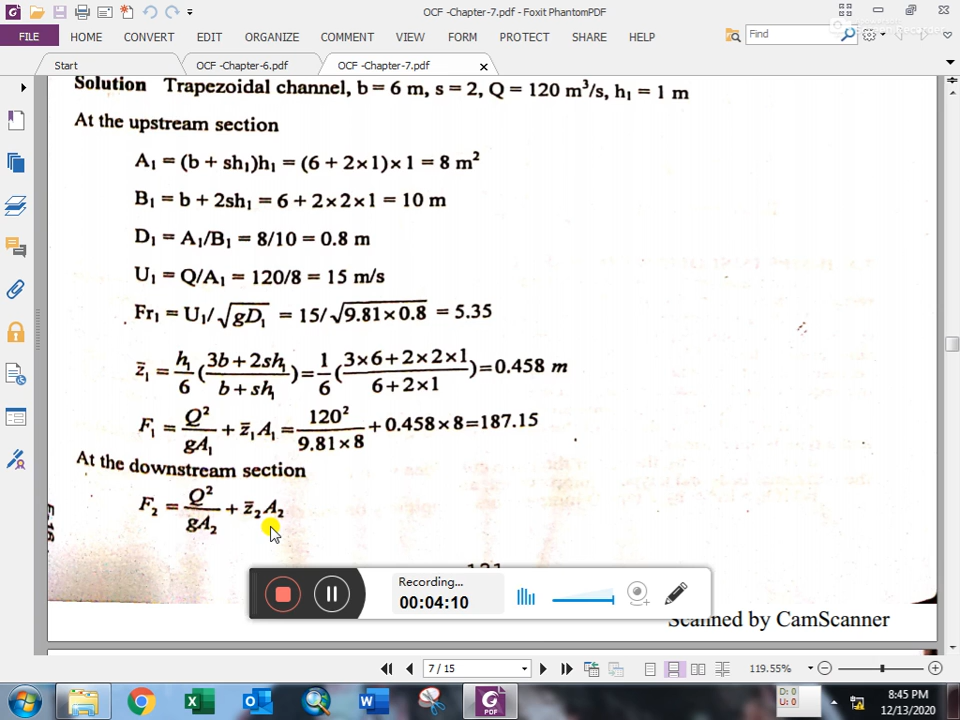 OCF -Chapter-7.pdf - Foxit PhantomPDF
FILE HOME CONVERT EDIT ORGANIZE COMMENT VIEW FORM PROTECT SHARE HELP Find
Start OCF -Chapter-6.pdf OCF -Chapter-7.pdf
Solution Trapezoidal channel, b = 6 m, s = 2, Q = 120 m³/s, h₁ = 1 m
At the upstream section
A₁ = (b + sh₁)h₁ = (6 + 2×1)×1 = 8 m²
B₁ = b + 2sh₁ = 6 + 2×2×1 = 10 m
D₁ = A₁/B₁ = 8/10 = 0.8 m
U₁ = Q/A₁ = 120/8 = 15 m/s
Fr₁ = U₁/√gD₁ = 15/√9.81×0.8 = 5.35
z̄₁ = h₁/6 (3b+2sh₁/b+sh₁) = 1/6 (3×6+2×2×1/6+2×1) = 0.458 m
F₁ = Q²/gA₁ + z̄₁A₁ = 120²/9.81×8 + 0.458×8 = 187.15
At the downstream section
F₂ = Q²/gA₂ + z̄₂A₂
Recording...
00:04:10
Scanned by CamScanner
7 / 15 119.55%
PDF
D: 0
U: 0
8:45 PM
12/13/2020